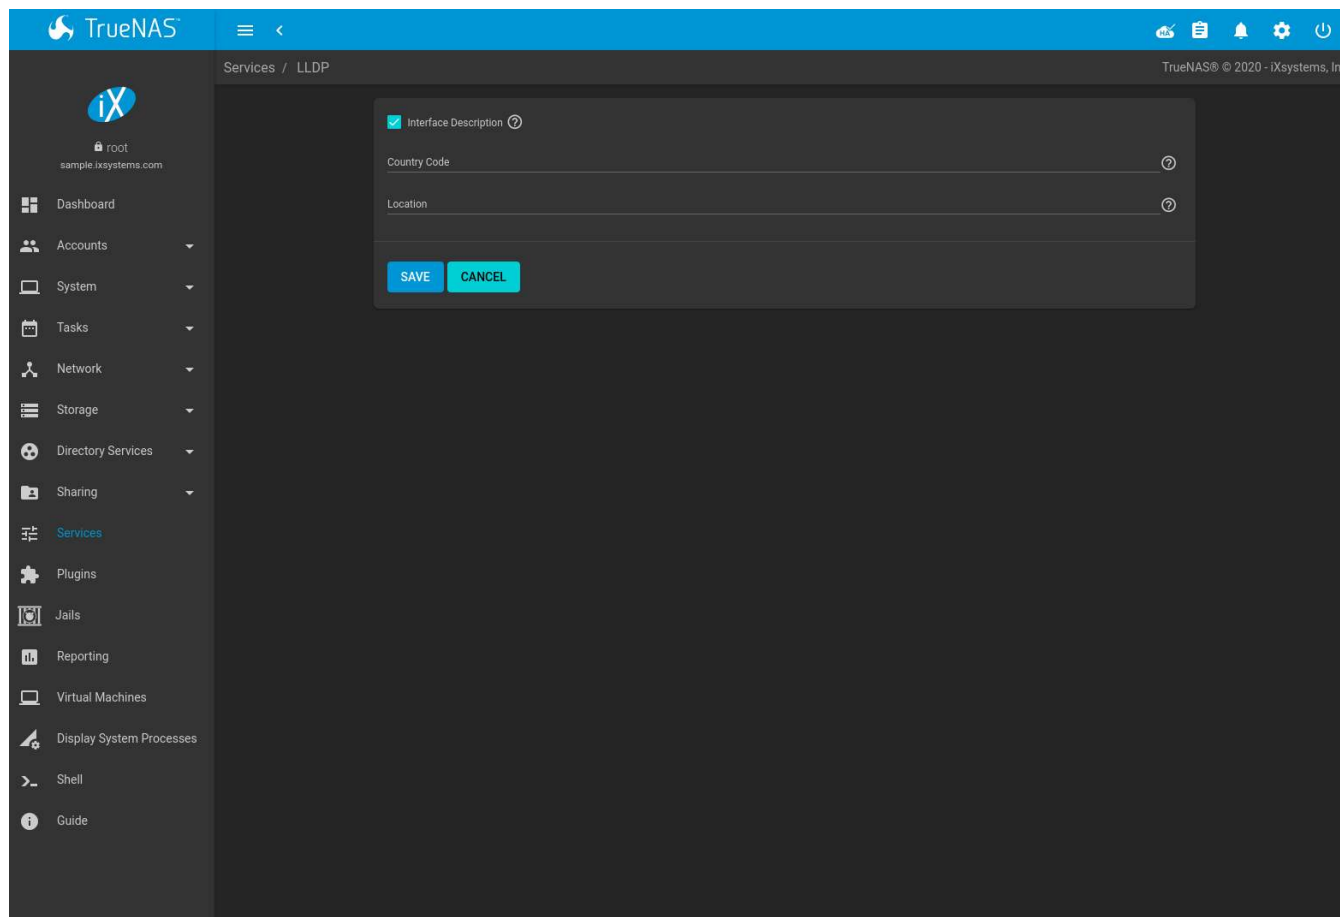 TrueNAS
Services / LLDP
TrueNAS® © 2020 - iXsystems, In
iX
root
sample.ixsystems.com
Dashboard
Accounts
System
Tasks
Network
Storage
Directory Services
Sharing
Services
Plugins
Jails
Reporting
Virtual Machines
Display System Processes
Shell
Guide
HA
Interface Description
Country Code
Location
SAVE
CANCEL